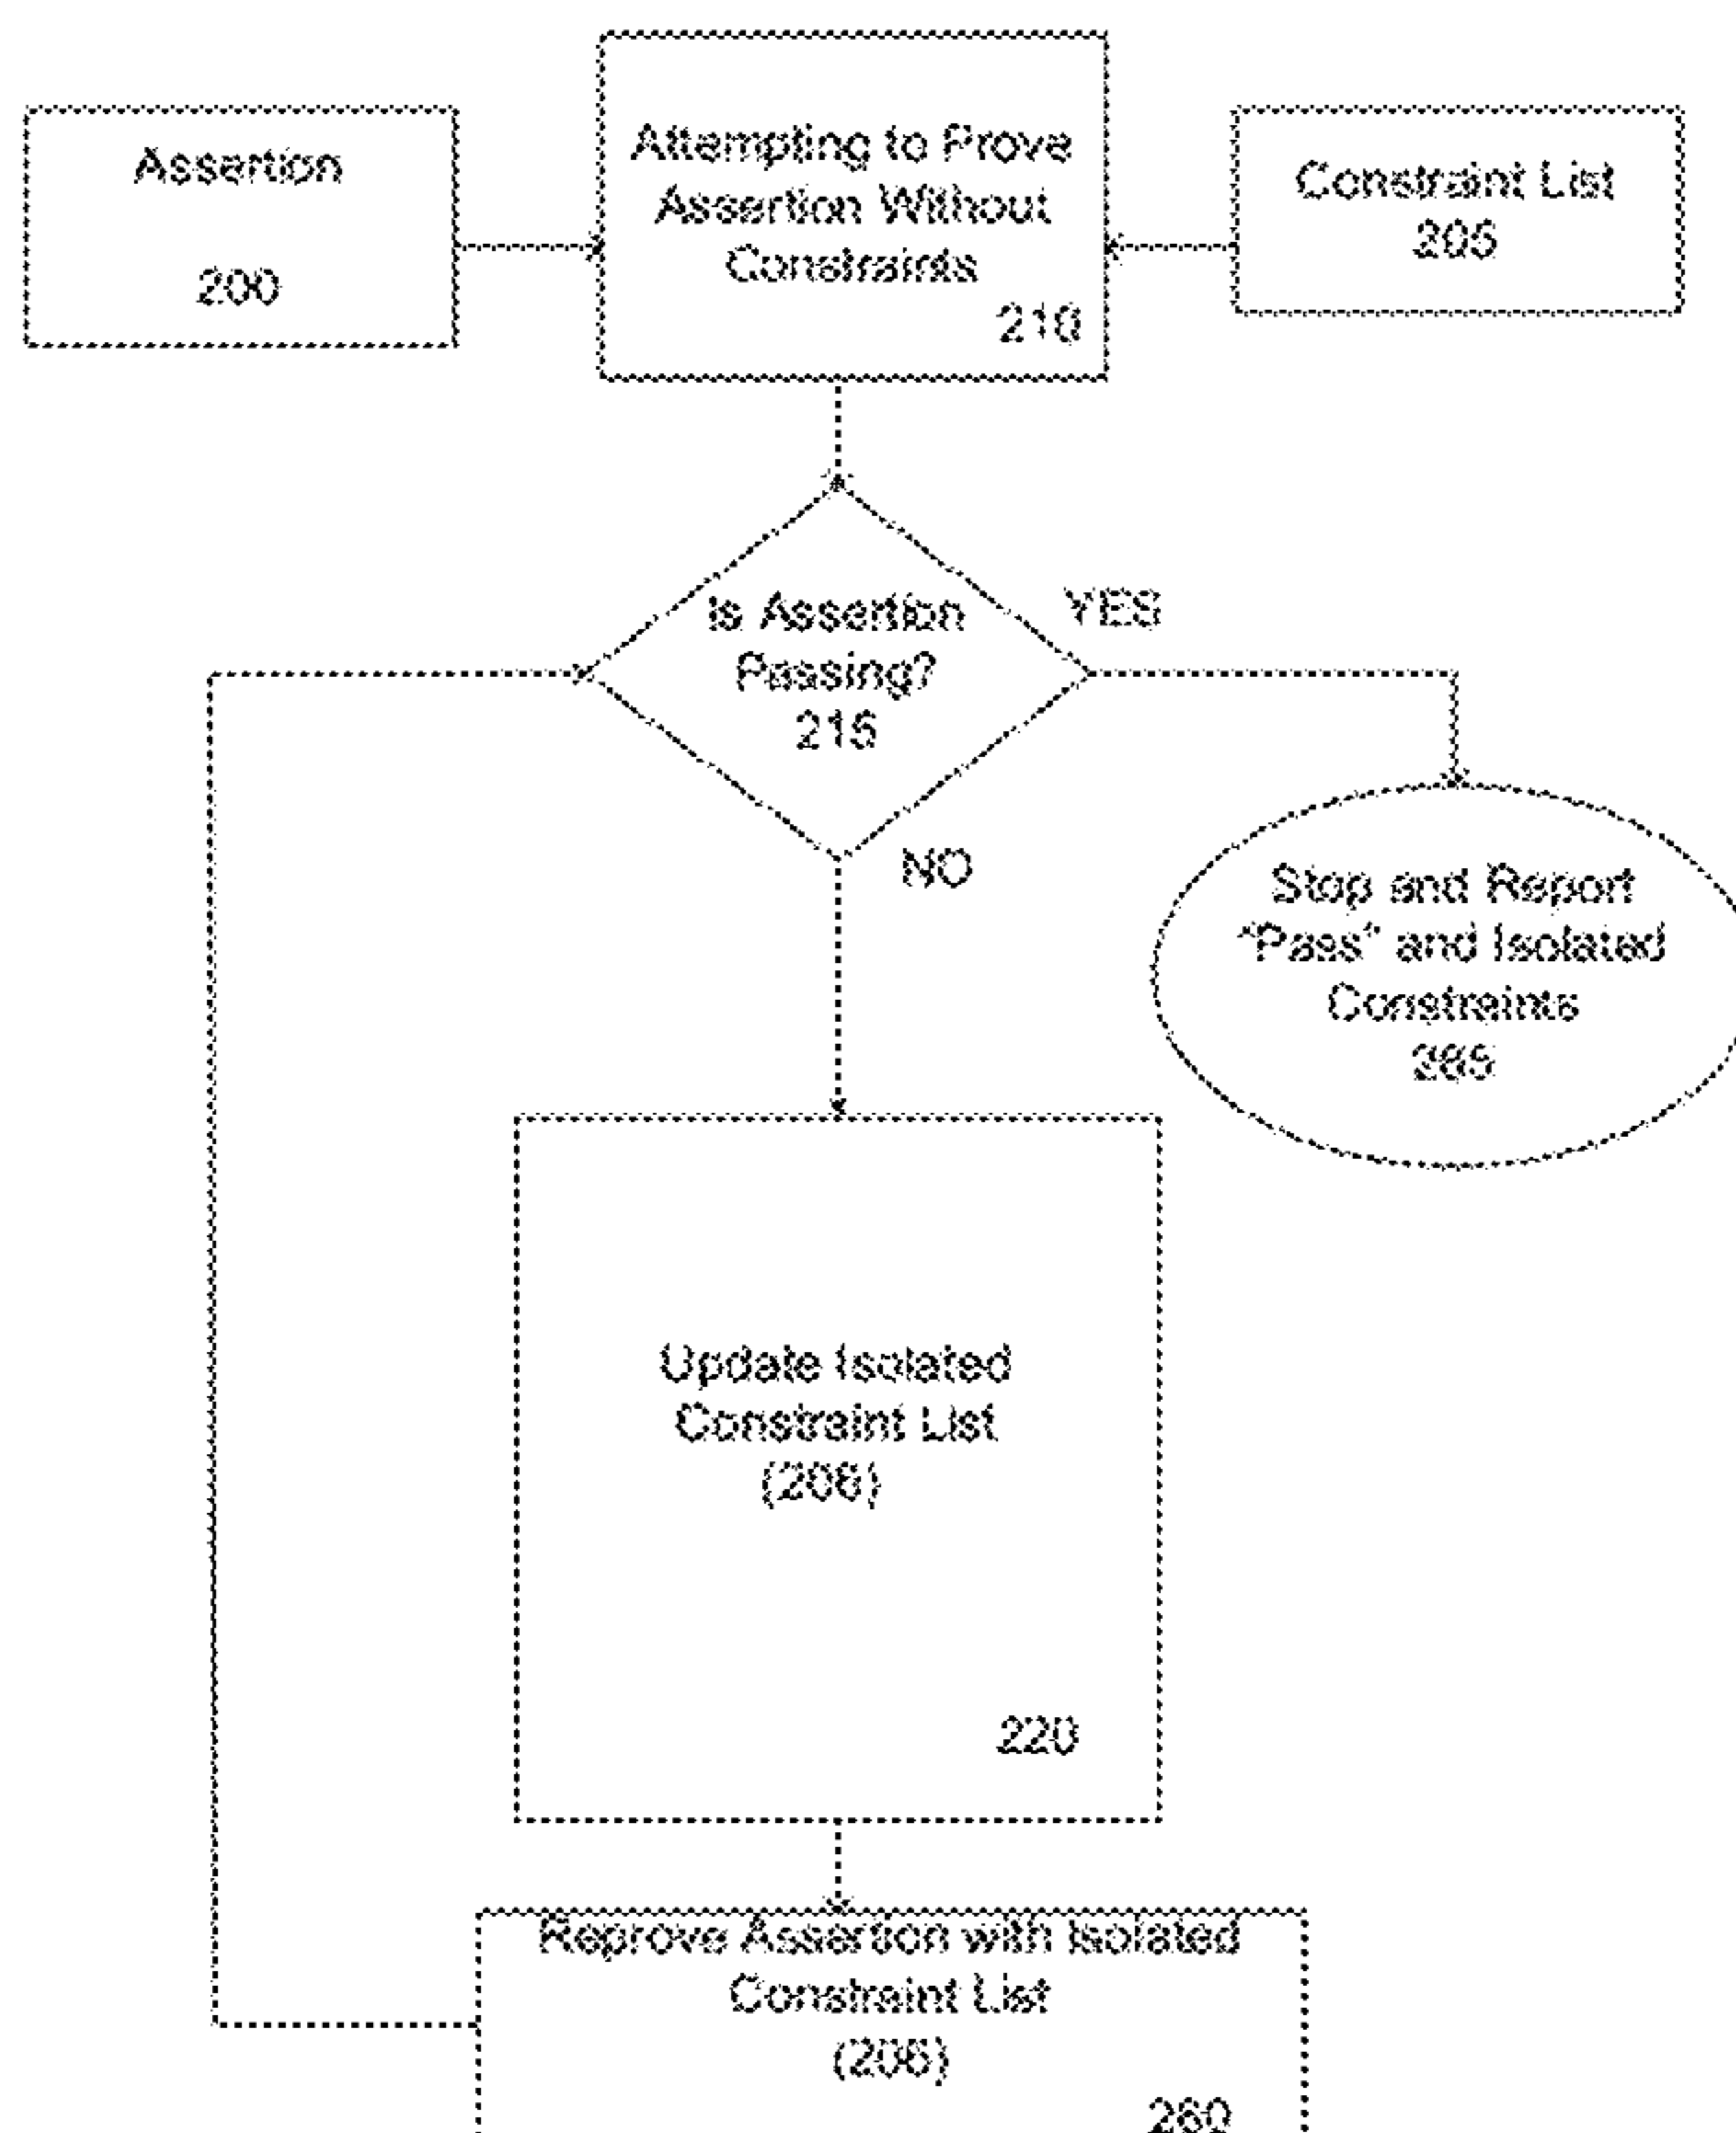 Assertion
200
Attempting to Prove
Assertion Without
Constraints
210
Constraint List
205
Is Assertion
Passing?
215
YES
NO
Stop and Report
"Pass" and Isolated
Constraints
265
Update Isolated
Constraint List
(206)
220
Reprove Assertion with Isolated
Constraint List
(206)
260